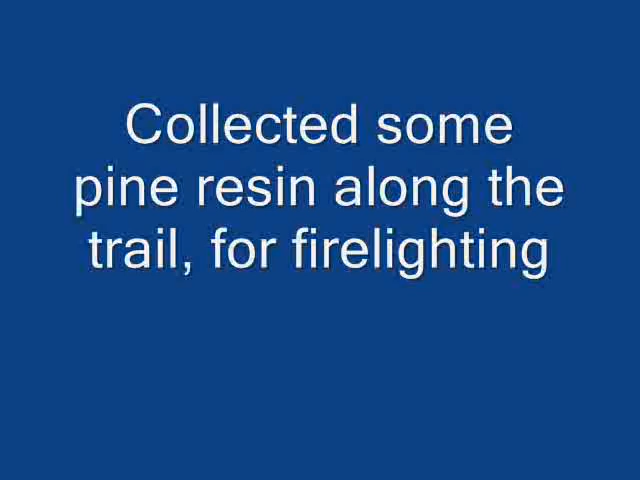 Collected some
pine resin along the
trail, for firelighting